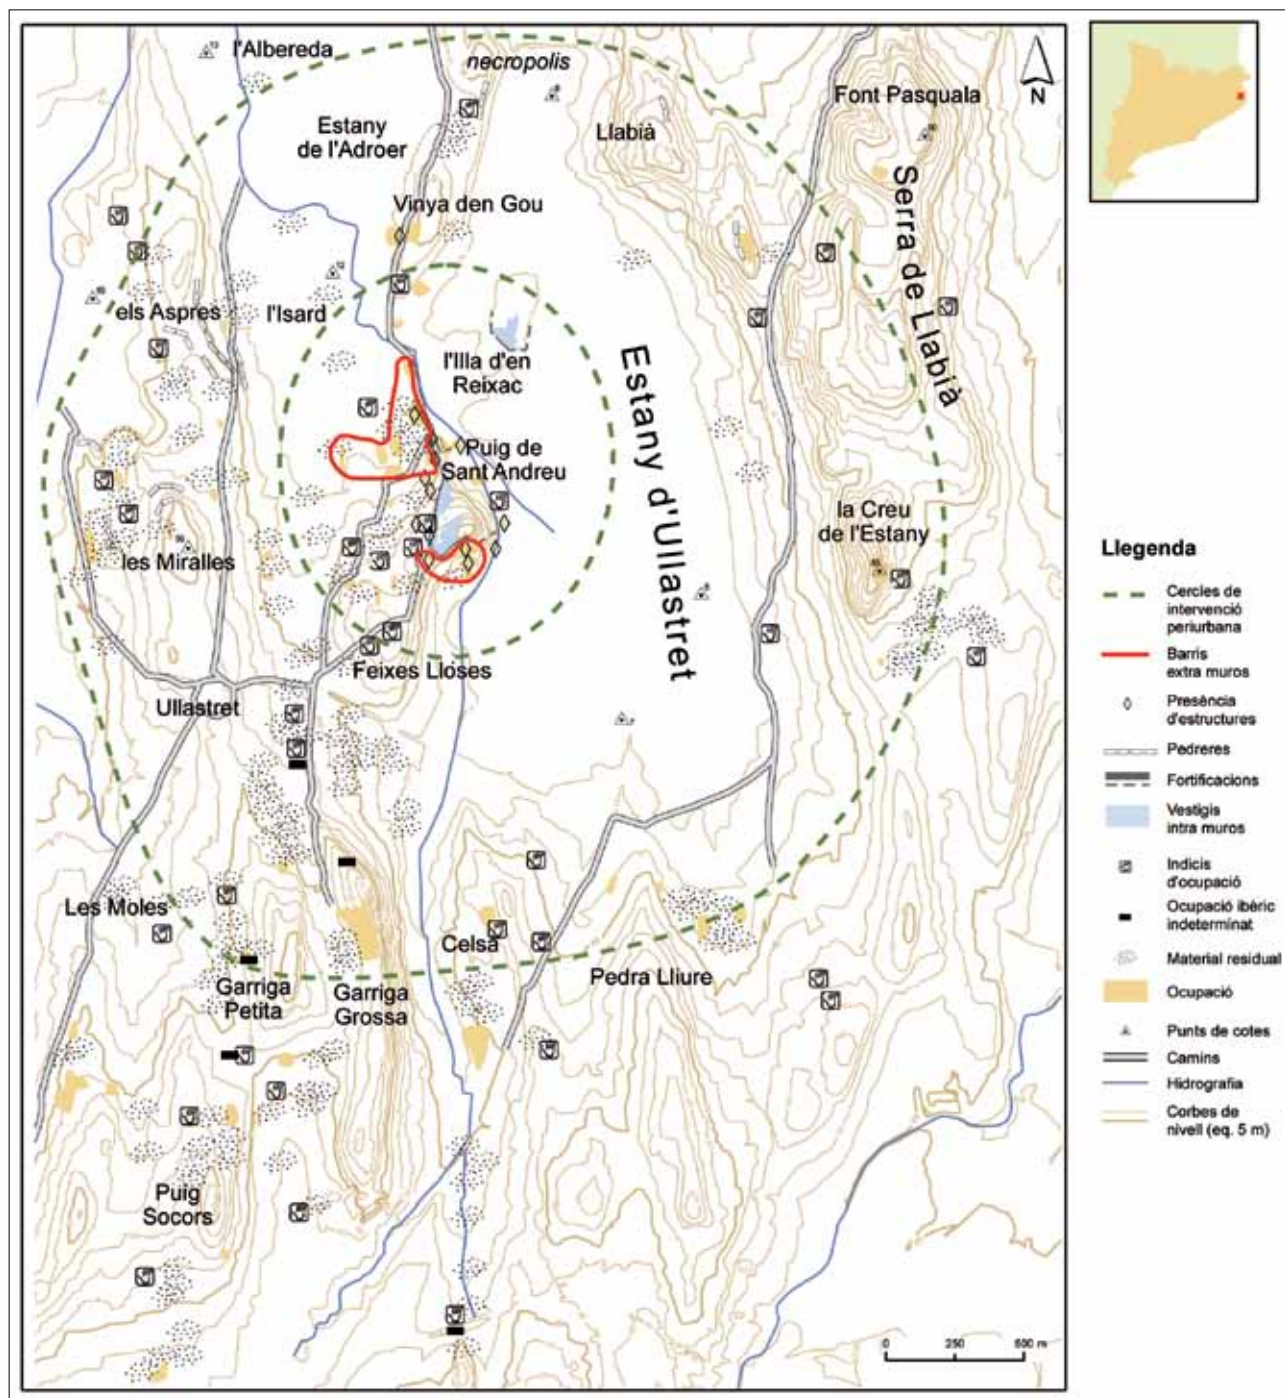 l'Albereda
necropolis
Font Pasquala
N
Estany
de l'Adroer
Llabià
Serra de Llabià
Vinya den Gou
els Aspres
l'Isard
l'Illa d'en
Reixac
Estany d'Ullastret
Puig de
Sant Andreu
la Creu
de l'Estany
les Miralles
Feixes Lloses
Ullastret
Les Moles
Celsà
Garriga
Petita
Garriga
Grossa
Pedra Lliure
Puig
Socors
0 250 500 m
Llegenda
Cercles de
intervenció
periurbana
Barris
extra muros
Presència
d'estructures
Pedreres
Fortificacions
Vestigis
intra muros
Indicis
d'ocupació
Ocupació ibèric
indeterminat
Material residual
Ocupació
Punts de cotes
Camins
Hidrografia
Corbes de
nivell (eq. 5 m)